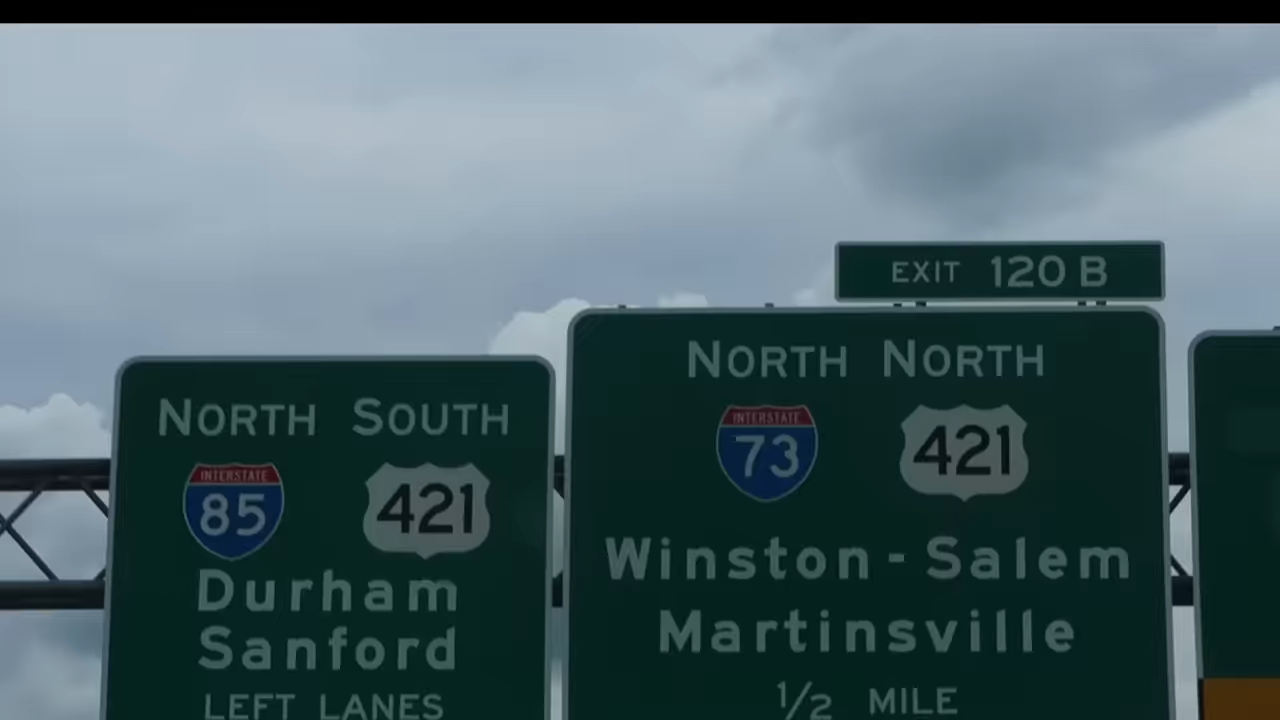 NORTH SOUTH
INTERSTATE
85 421
Durham
Sanford
LEFT LANES
EXIT 120 B
NORTH NORTH
INTERSTATE
73 421
Winston-Salem
Martinsville
1/2 MILE